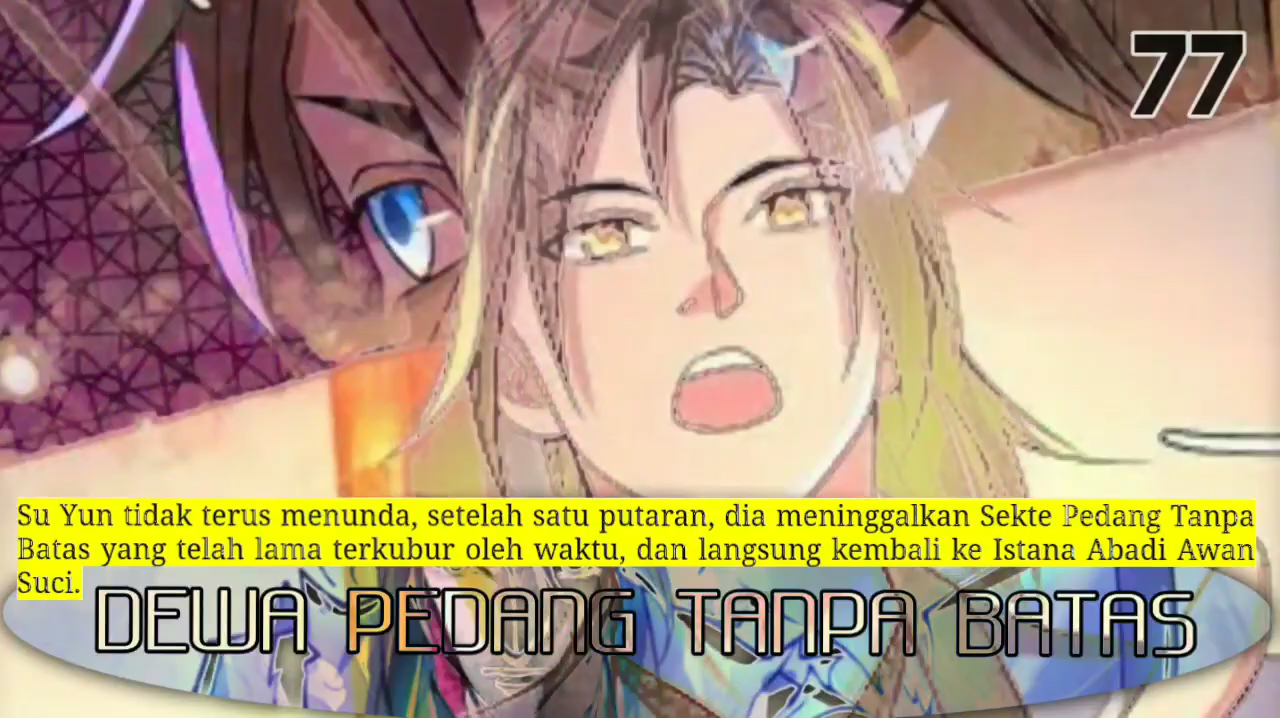 77
Su Yun tidak terus menunda, setelah satu putaran, dia meninggalkan Sekte Pedang Tanpa
Batas yang telah lama terkubur oleh waktu, dan langsung kembali ke Istana Abadi Awan
Suci.
DEWA PEDANG TANPA BATAS